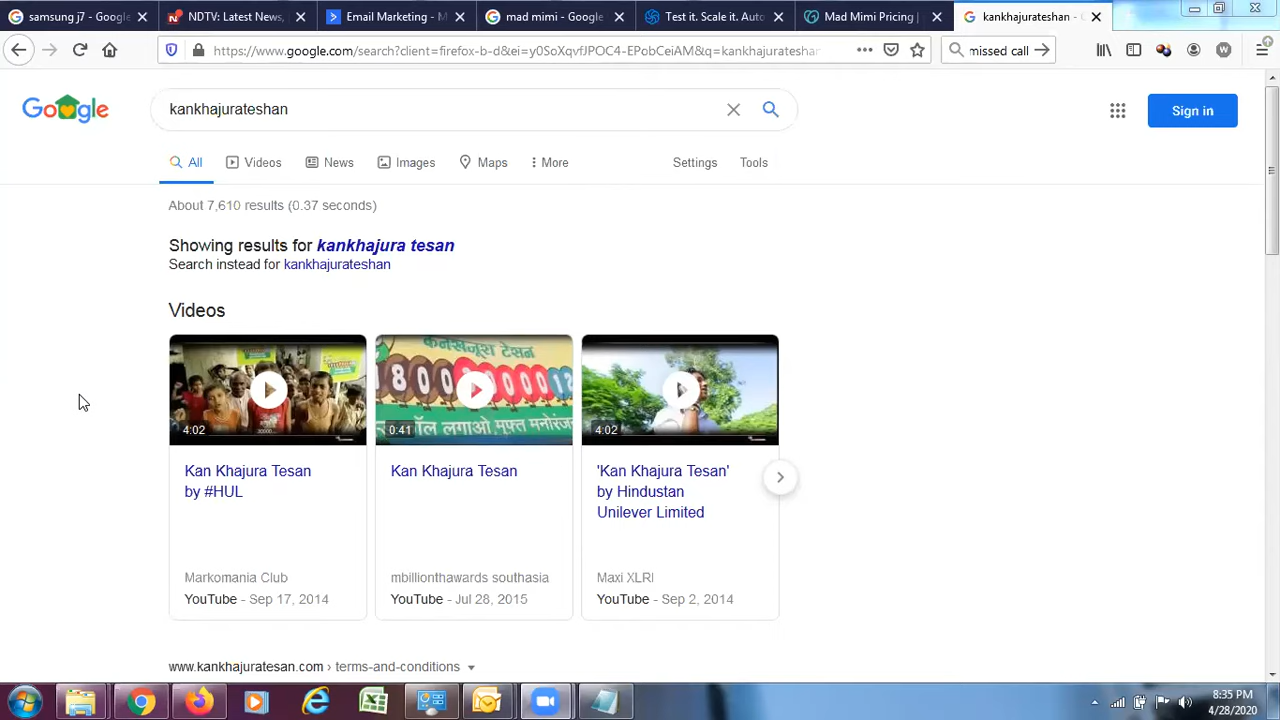 samsung j7 - Google
NDTV: Latest News,
Email Marketing - M
mad mimi - Google
Test it. Scale it. Auto
Mad Mimi Pricing |
kankhajurateshan - G
https://www.google.com/search?client=firefox-b-d&ei=y0SoXqvfJPOC4-EPobCeiAM&q=kankhajurateshan
missed call
Google
kankhajurateshan
Sign in
All
Videos
News
Images
Maps
More
Settings
Tools
About 7,610 results (0.37 seconds)
Showing results for kankhajura tesan
Search instead for kankhajurateshan
Videos
कानखजूरा टेसन
4:02
0:41
4:02
Kan Khajura Tesan
by #HUL
Kan Khajura Tesan
'Kan Khajura Tesan'
by Hindustan
Unilever Limited
Markomania Club
YouTube - Sep 17, 2014
mbillionthawards southasia
YouTube - Jul 28, 2015
Maxi XLRI
YouTube - Sep 2, 2014
www.kankhajuratesan.com › terms-and-conditions
8:35 PM
4/28/2020